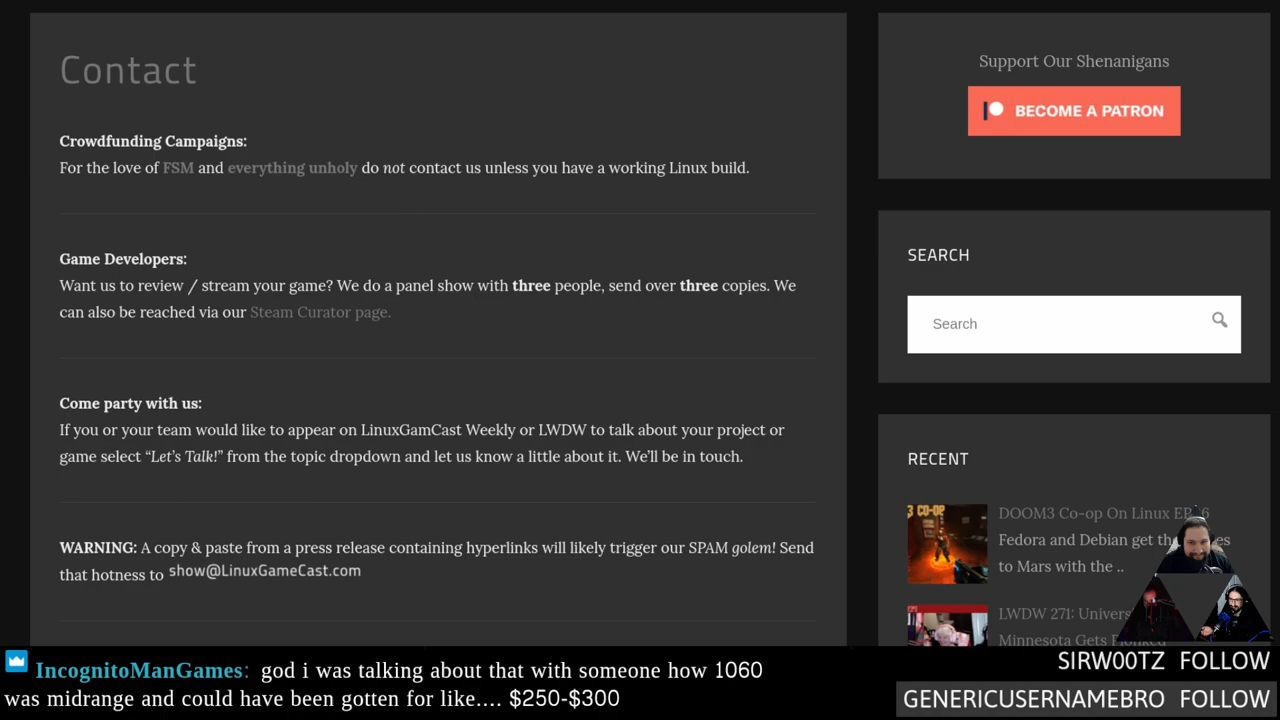 Contact
Crowdfunding Campaigns:
For the love of FSM and everything unholy do not contact us unless you have a working Linux build.
Game Developers:
Want us to review / stream your game? We do a panel show with three people, send over three copies. We
can also be reached via our Steam Curator page.
Come party with us:
If you or your team would like to appear on LinuxGamCast Weekly or LWDW to talk about your project or
game select “Let’s Talk!” from the topic dropdown and let us know a little about it. We’ll be in touch.
WARNING: A copy & paste from a press release containing hyperlinks will likely trigger our SPAM golem! Send
that hotness to show@LinuxGameCast.com
Support Our Shenanigans
BECOME A PATRON
SEARCH
Search
RECENT
DOOM3 Co-op On Linux
Fedora and Debian get the
to Mars with the ..
LWDW 271:
Minnesota Gets
IncognitoManGames: god i was talking about that with someone how 1060
was midrange and could have been gotten for like.... $250-$300
SIRW00TZ FOLLOW
GENERICUSERNAMEBRO FOLLOW